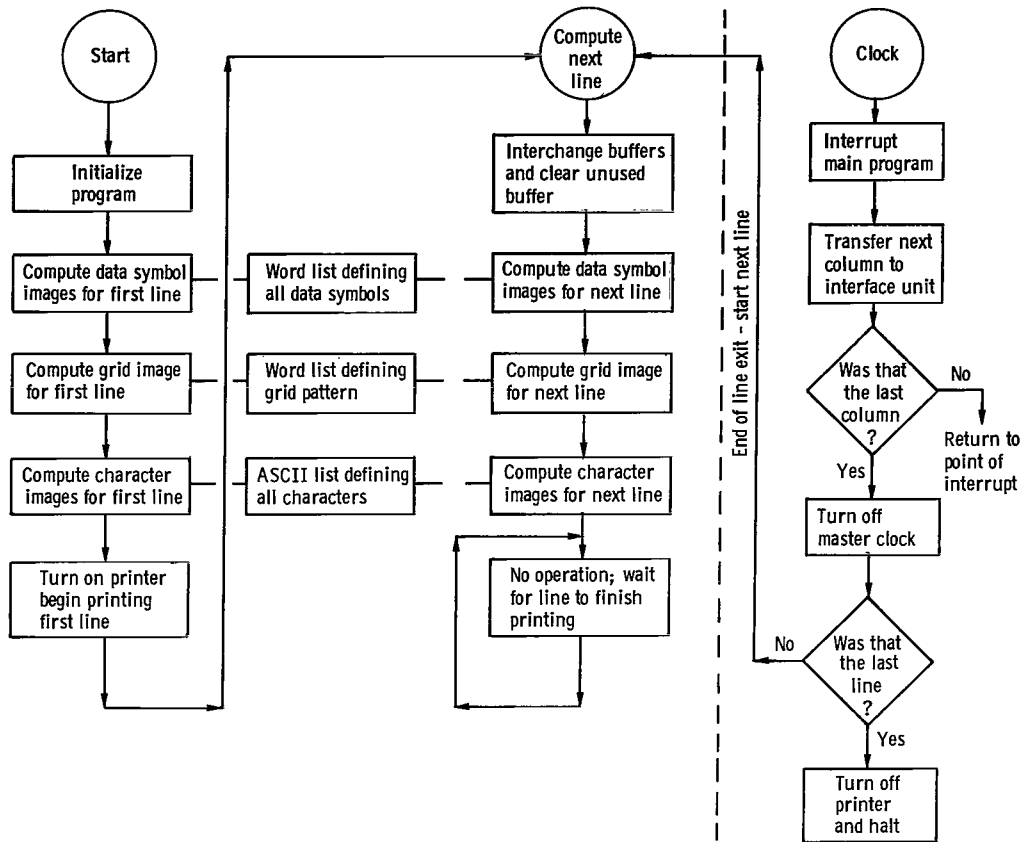 Start
Initialize
program
Compute data symbol
images for first line
Compute grid image
for first line
Compute character
images for first line
Turn on printer
begin printing
first line
Word list defining
all data symbols
Word list defining
grid pattern
ASCII list defining
all characters
Compute
next
line
Interchange buffers
and clear unused
buffer
Compute data symbol
images for next line
Compute grid image
for next line
Compute character
images for next line
No operation; wait
for line to finish
printing
End of line exit - start next line
Clock
Interrupt
main program
Transfer next
column to
interface unit
Was that
the last
column
?
No
Return to
point of
interrupt
Yes
Turn off
master clock
Was that
the last
line
?
No
Yes
Turn off
printer
and halt